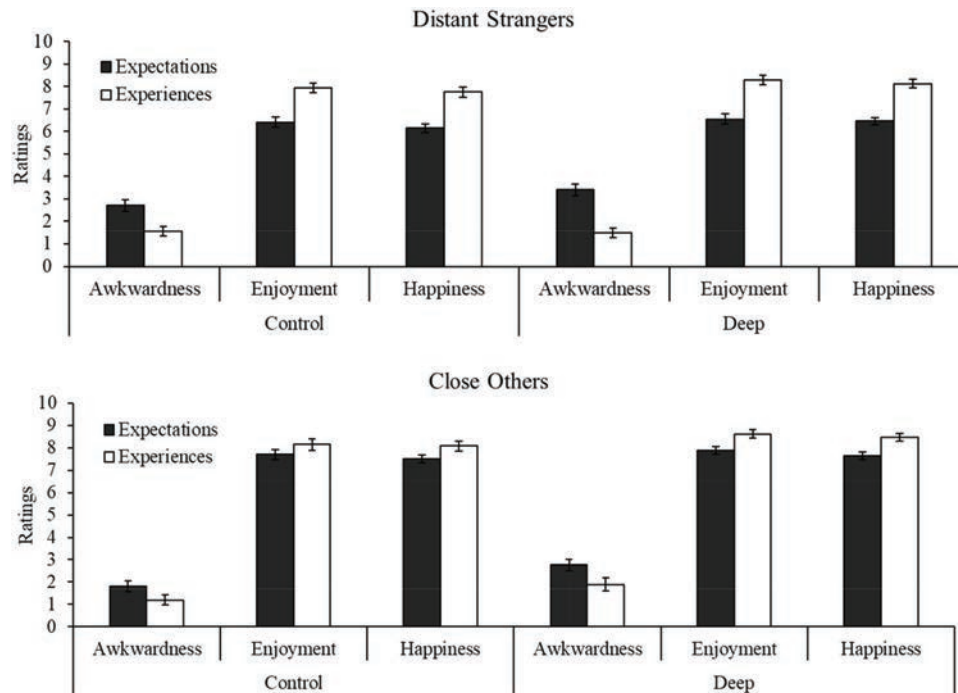 Distant Strangers
10
9
8
7
6
5
4
3
2
1
0
Ratings
Expectations
Experiences
Awkwardness Enjoyment Happiness Awkwardness Enjoyment Happiness
Control Deep
Close Others
10
9
8
7
6
5
4
3
2
1
0
Ratings
Expectations
Experiences
Awkwardness Enjoyment Happiness Awkwardness Enjoyment Happiness
Control Deep